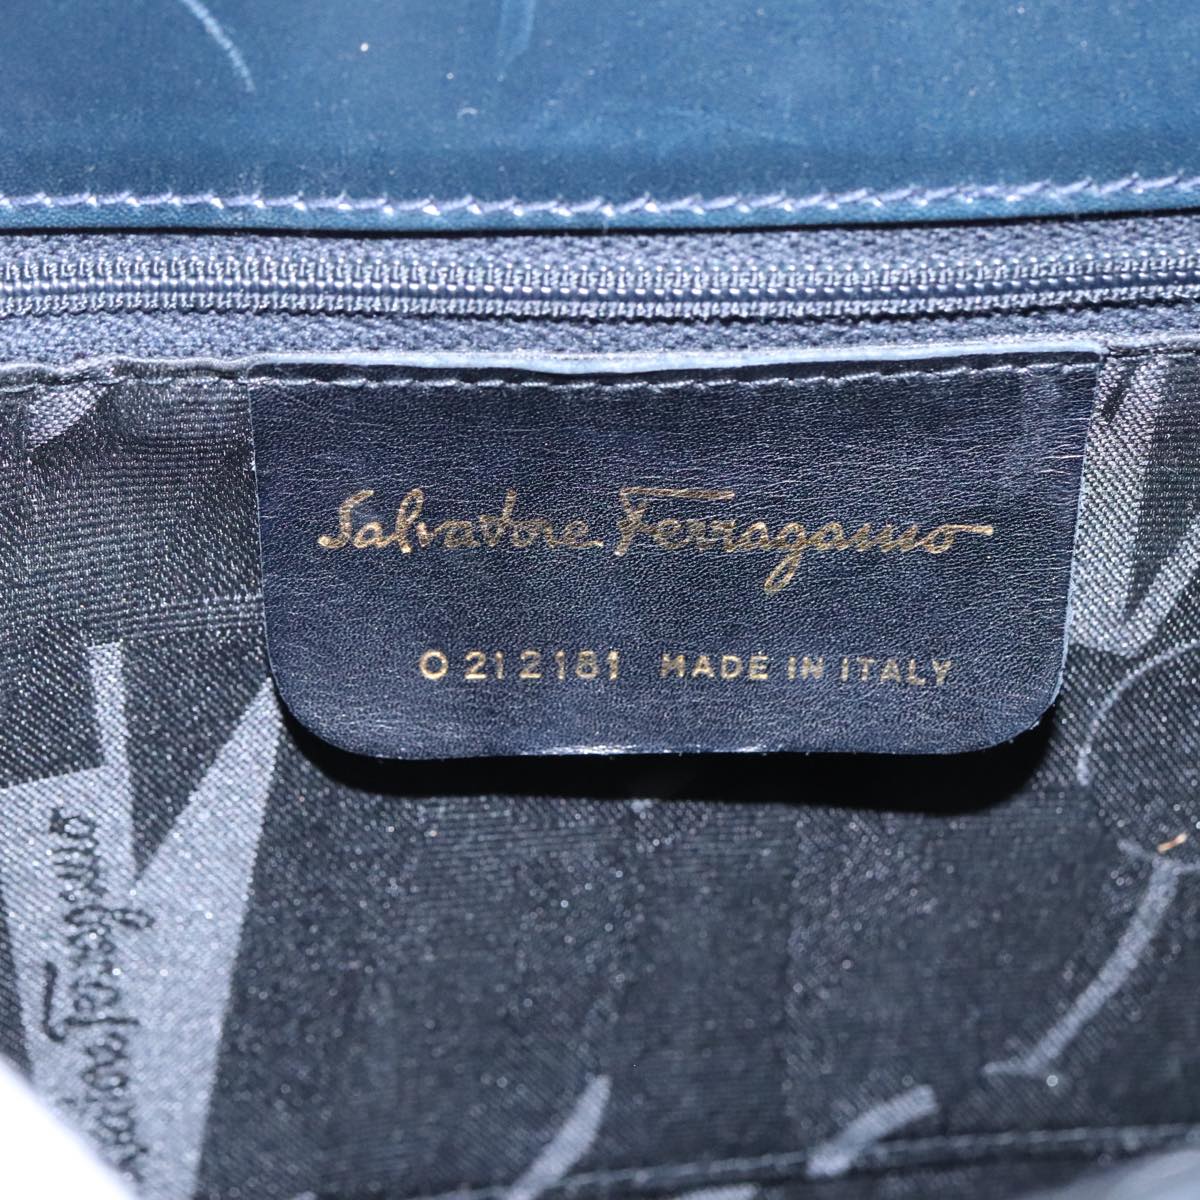 Salvatore Ferragamo
O 212181 MADE IN ITALY